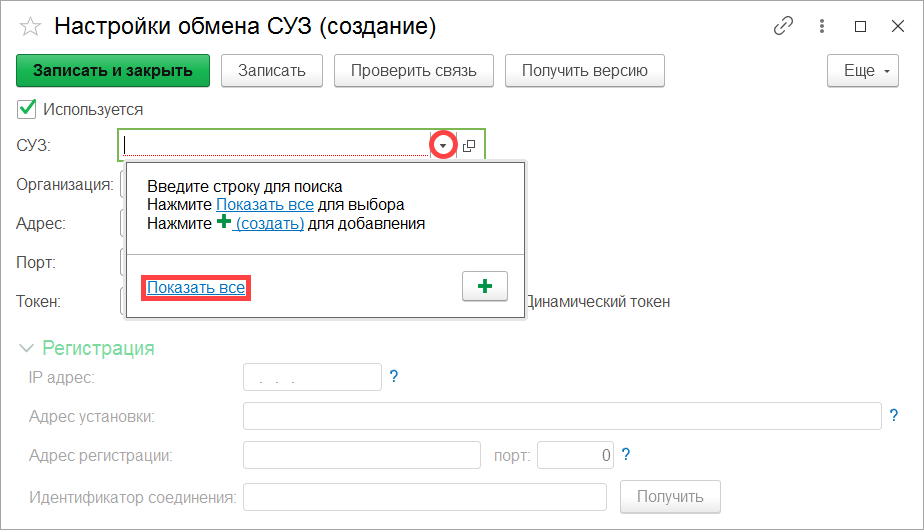 Настройки обмена СУЗ (создание)
Записать и закрыть Записать Проверить связь Получить версию Еще
Используется
СУЗ:
Введите строку для поиска
Организация:
Нажмите Показать все для выбора
Нажмите (создать) для добавления
Адрес:
Порт:
Показать все
Токен:
Динамический токен
Регистрация
IP адрес: . . . ?
Адрес установки: ?
Адрес регистрации: порт: 0 ?
Идентификатор соединения: Получить